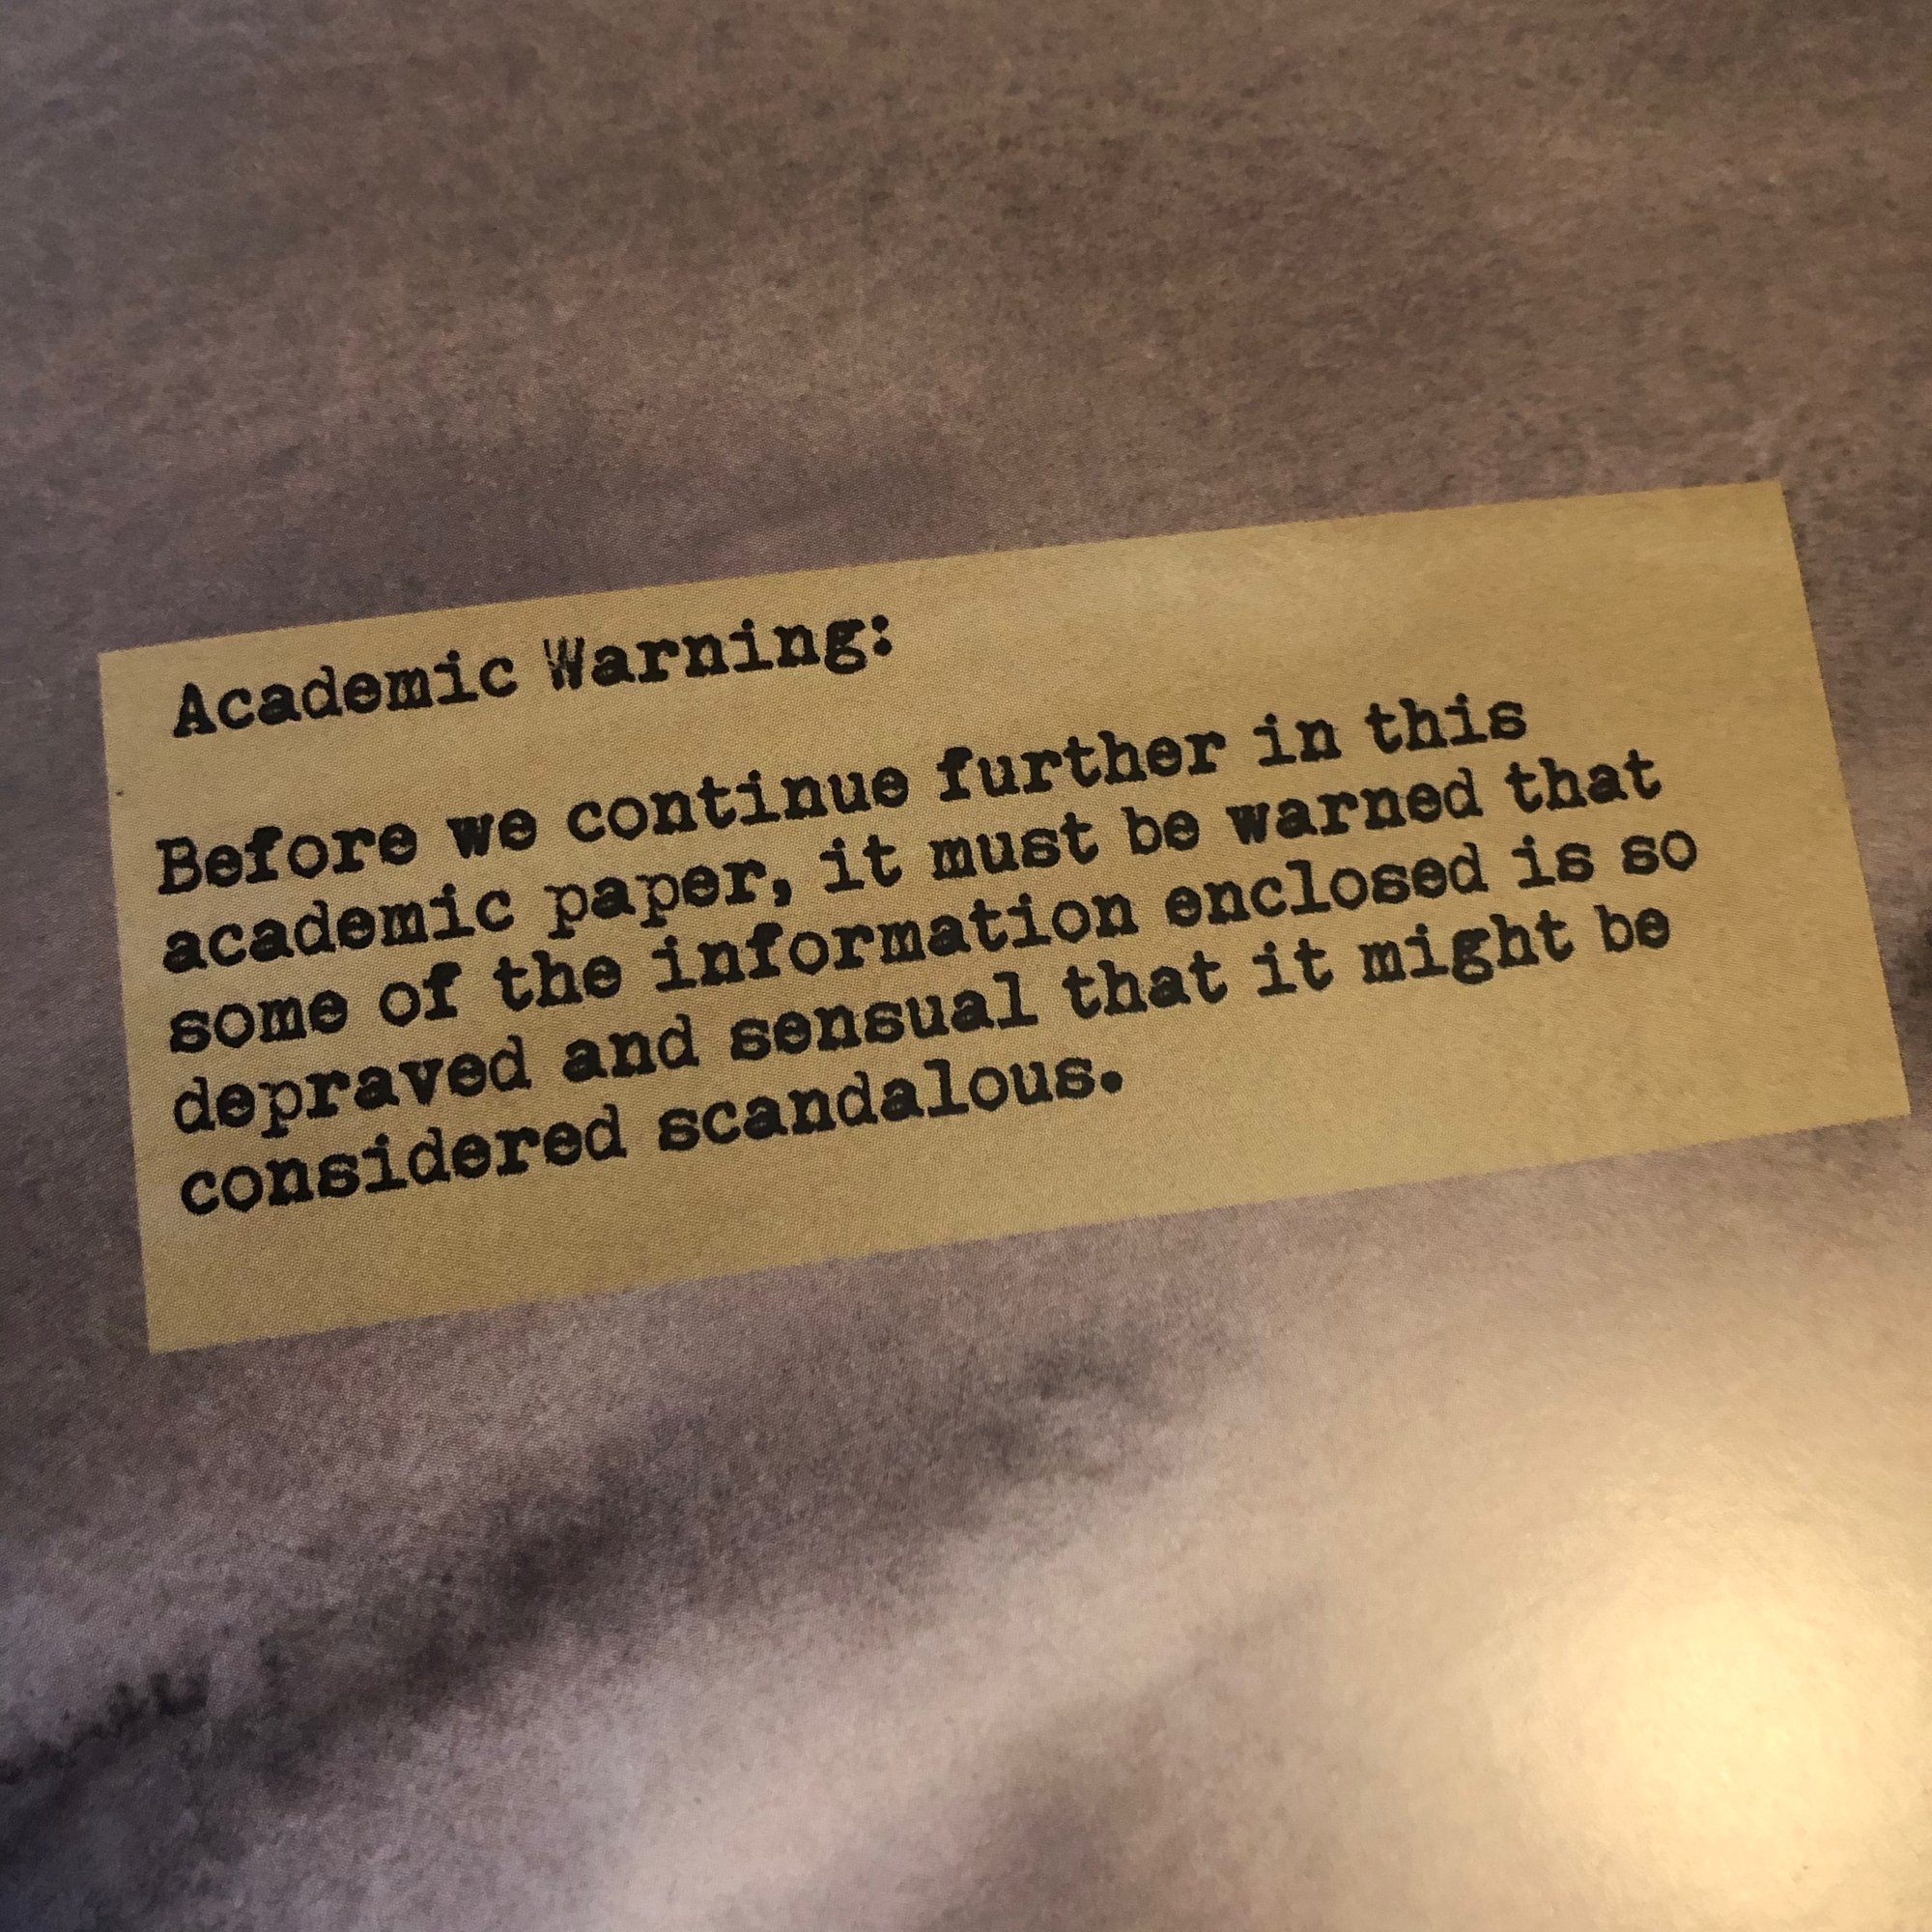 Academic Warning:
Before we continue further in this
academic paper, it must be warned that
some of the information enclosed is so
depraved and sensual that it might be
considered scandalous.